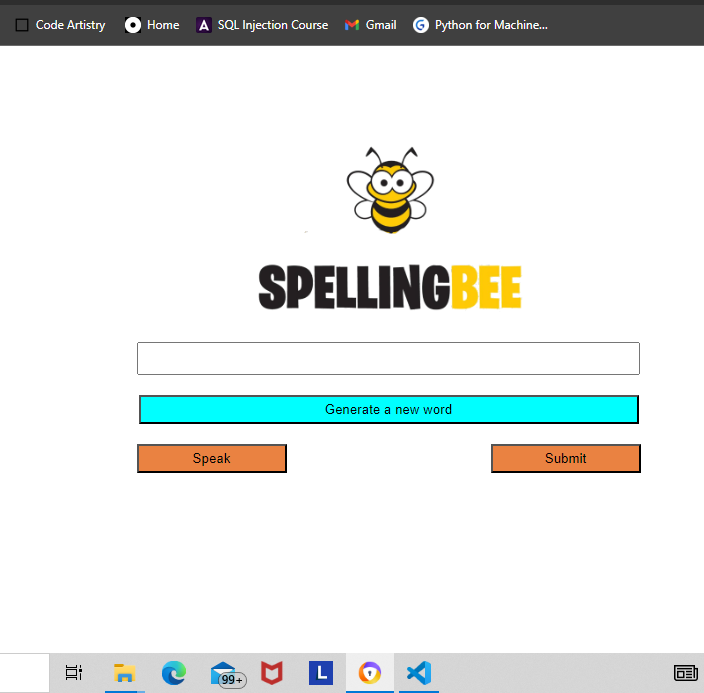 Code Artistry Home SQL Injection Course Gmail Python for Machine...
SPELLINGBEE
Generate a new word
Speak Submit
99+ L